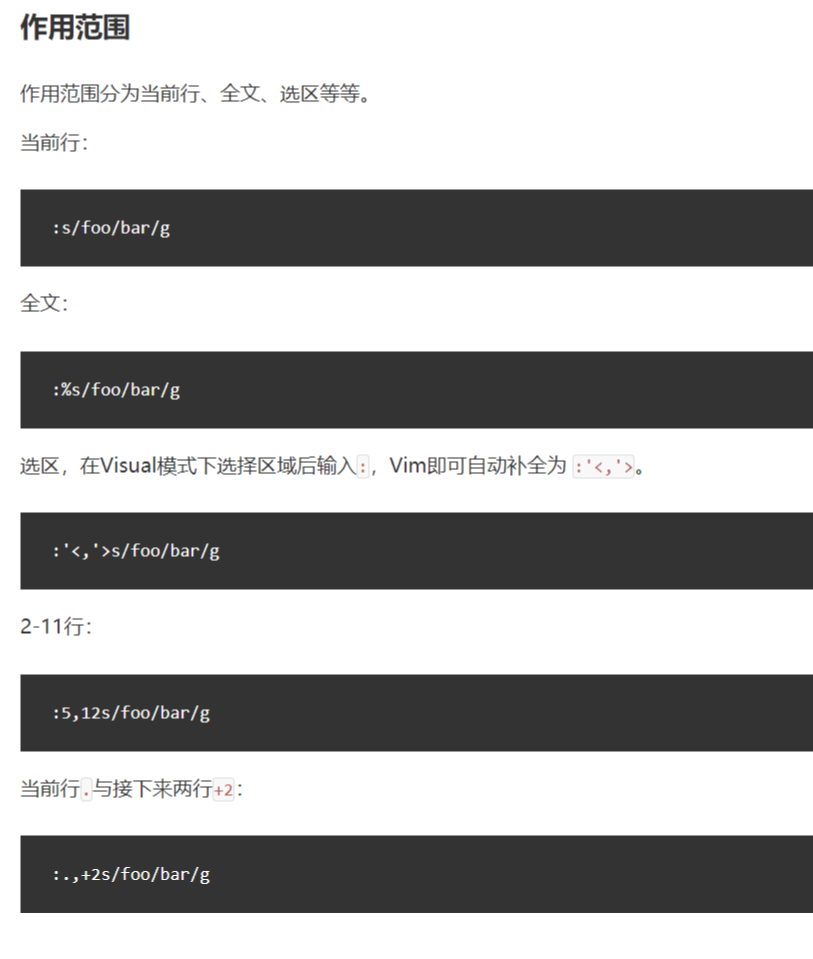 作用范围
作用范围分为当前行、全文、选区等等。
当前行：
:s/foo/bar/g
全文：
:%s/foo/bar/g
选区，在Visual模式下选择区域后输入:，Vim即可自动补全为 :'<,'>。
:'<,'>s/foo/bar/g
2-11行：
:5,12s/foo/bar/g
当前行.与接下来两行+2：
:.,+2s/foo/bar/g